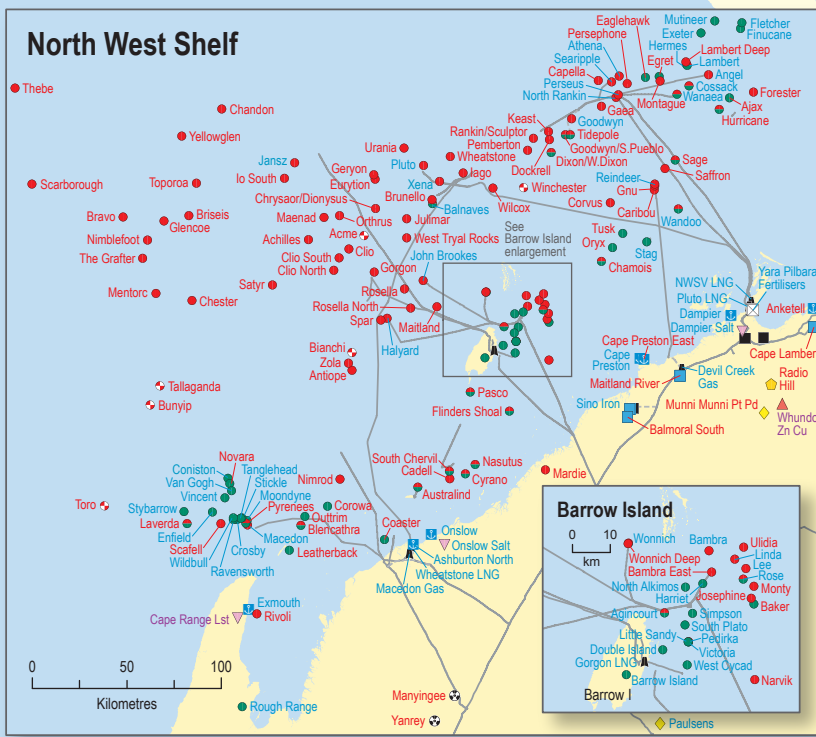 North West Shelf
Thebe
Chandon
Yellowglen
Scarborough
Toporoa
Jansz
Io South
Bravo
Briseis
Glencoe
Nimblefoot
The Grafter
Mentorc
Chester
Satyr
Geryon
Eurytion
Chrysaor/Dionysus
Maenad
Orthrus
Acme
Achilles
Clio
Clio South
Clio North
Urania
Pluto
Wheatstone
Xena
Iago
Brunello
Balnaves
Julimar
West Tryal Rocks
John Brookes
Gorgon
Rosella
Rosella North
Spar
Maitland
Halyard
Bianchi
Zola
Antiope
Tallaganda
Bunyip
Winchester
Wilcox
See
Barrow Island
enlargement
Eaglehawk
Persephone
Athena
Searipple
Capella
Perseus
North Rankin
Gaea
Keast
Rankin/Sculptor
Pemberton
Dockrell
Goodwyn
Tidepole
Goodwyn/S.Pueblo
Dixon/W.Dixon
Mutineer
Exeter
Hermes
Egret
Fletcher
Finucane
Lambert Deep
Lambert
Angel
Cossack
Wanaea
Montague
Forester
Ajax
Hurricane
Sage
Saffron
Reindeer
Gnu
Corvus
Caribou
Wandoo
Tusk
Oryx
Stag
Chamois
NWSV LNG
Pluto LNG
Yara Pilbara
Fertilisers
Dampier
Dampier Salt
Anketell
Cape Preston East
Cape
Preston
Cape Lambert
Devil Creek
Gas
Maitland River
Radio
Hill
Sino Iron
Munni Munni Pt Pd
Whundo
Zn Cu
Balmoral South
Pasco
Flinders Shoal
South Chervil
Cadell
Nasutus
Cyrano
Australind
Mardie
Novara
Coniston
Van Gogh
Vincent
Stybarrow
Tanglehead
Stickle
Moondyne
Pyrenees
Toro
Laverda
Enfield
Scafell
Wildbull
Ravensworth
Crosby
Macedon
Nimrod
Corowa
Outtrim
Blencathra
Leatherback
Coaster
Onslow
Onslow Salt
Ashburton North
Wheatstone LNG
Macedon Gas
Exmouth
Cape Range Lst
Rivoli
Rough Range
Manyingee
Yanrey
0 50 100
Kilometres
Barrow Island
0 10
km
Wonnich
Wonnich Deep
Bambra
Bambra East
Ulidia
Linda
Lee
Rose
North Alkimos
Harriet
Josephine
Monty
Baker
Agincourt
Simpson
South Plato
Little Sandy
Pedirka
Double Island
Victoria
Gorgon LNG
West Cycad
Barrow Island
Narvik
Barrow I
Paulsens